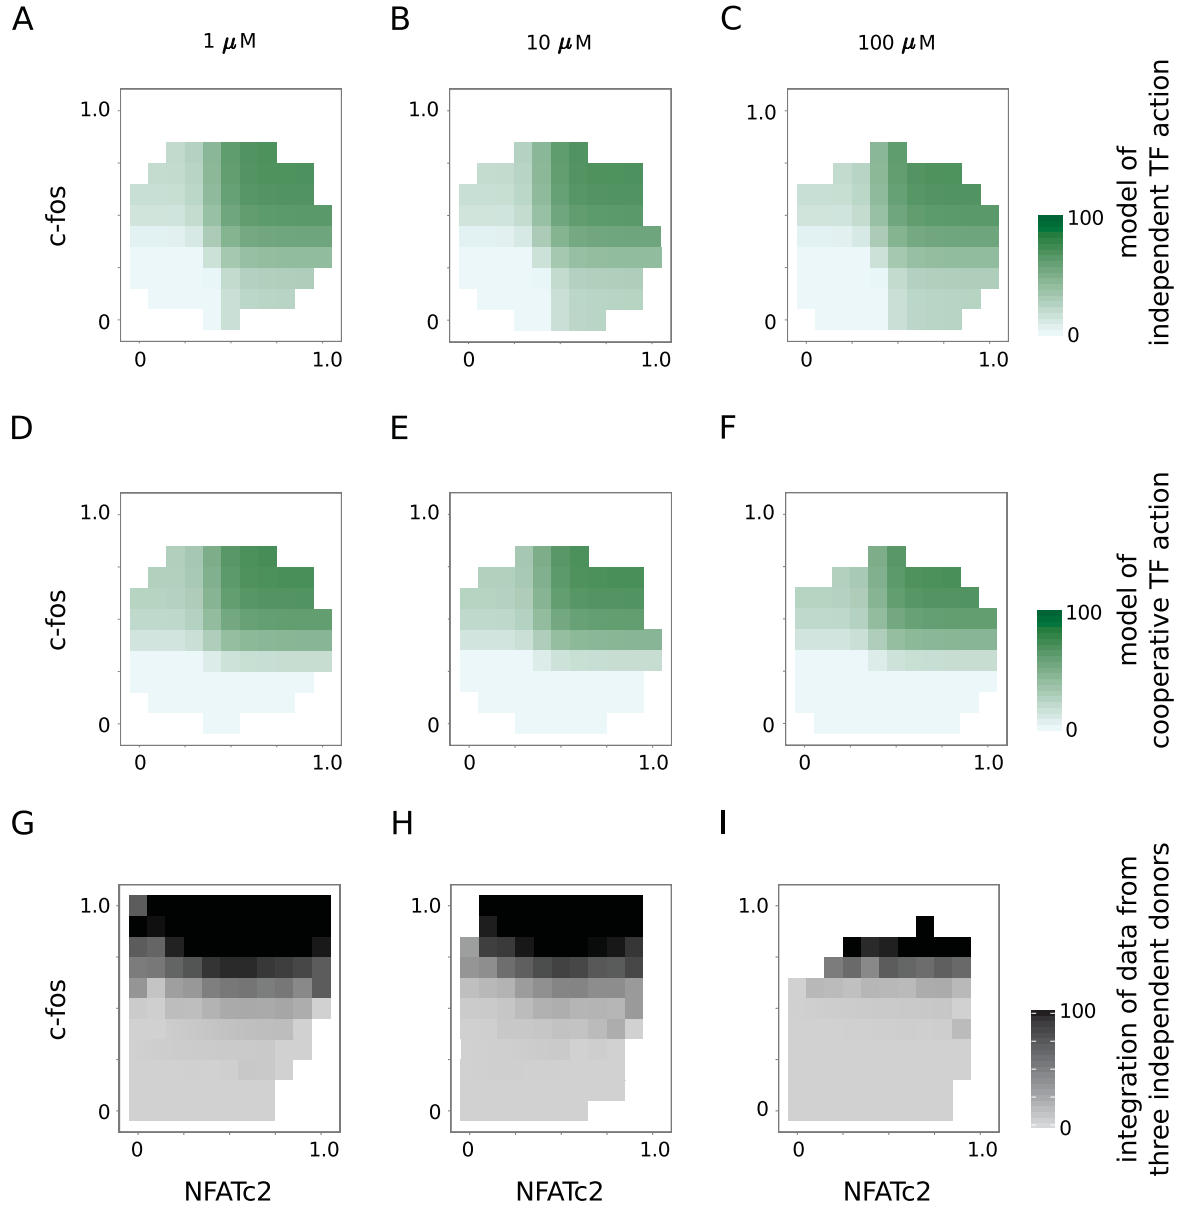 A
B
C
1 μM
10 μM
100 μM
1.0
0
c-fos
0
1.0
1.0
0
0
1.0
1.0
0
0
1.0
100
0
model of
independent TF action
D
E
F
1.0
0
c-fos
0
1.0
1.0
0
0
1.0
1.0
0
0
1.0
100
0
model of
cooperative TF action
G
H
I
1.0
0
c-fos
0
1.0
NFATc2
1.0
0
0
1.0
NFATc2
1.0
0
0
1.0
NFATc2
100
0
integration of data from
three independent donors